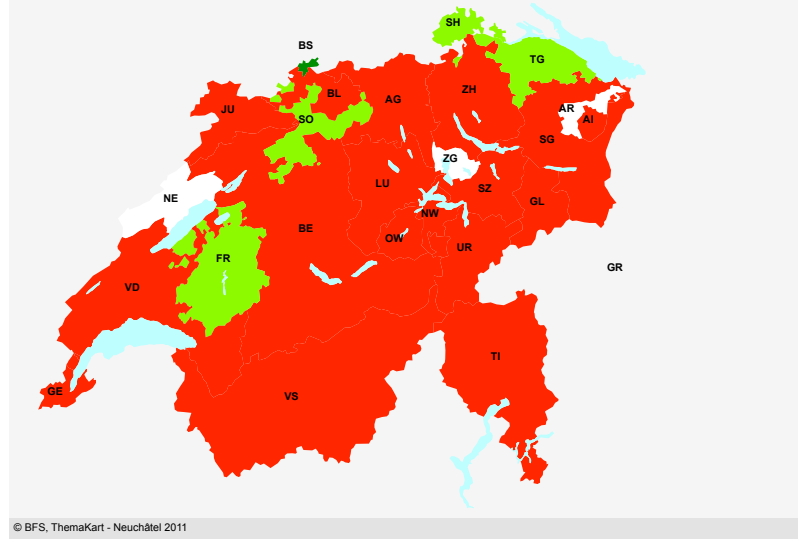 SH
BS
TG
BL
ZH
AG
JU
AR
SO
AI
SG
ZG
LU
SZ
NE
GL
NW
BE
OW
UR
FR
GR
VD
TI
GE
VS
© BFS, ThemaKart - Neuchâtel 2011